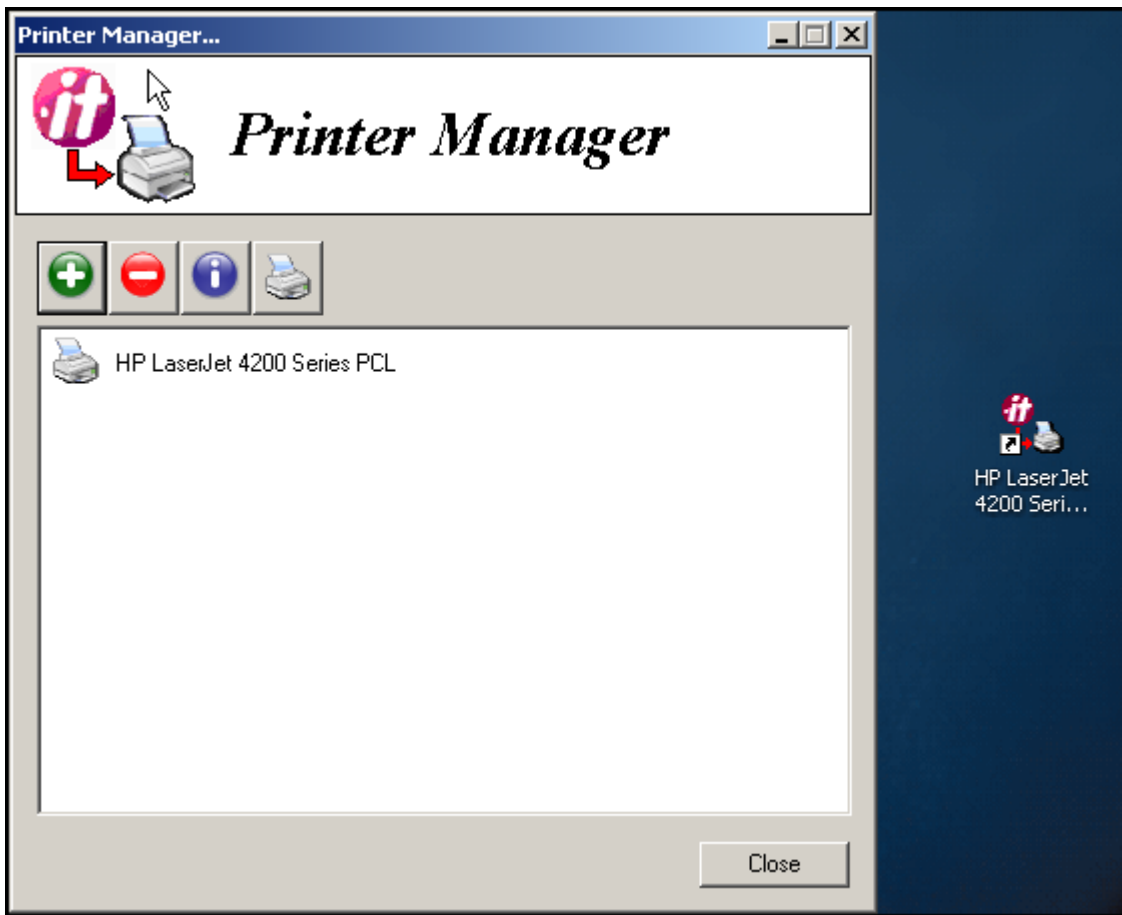 Printer Manager...
it
Printer Manager
i
HP LaserJet 4200 Series PCL
it
HP LaserJet
4200 Seri...
Close